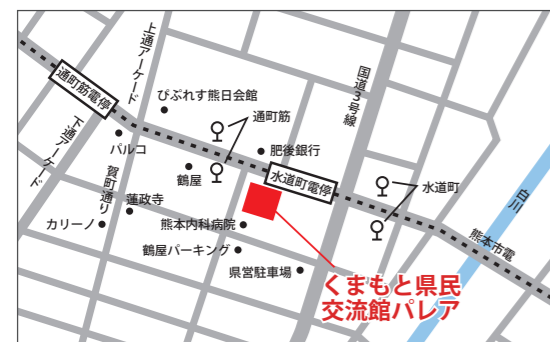 上通アーケード
国道3号線
通町筋電停
ぴぷれす熊日会館
通町筋
下通アーケード
パルコ
肥後銀行
鶴屋
水道町電停
水道町
白川
賀町通り
蓮政寺
カリーノ
熊本内科病院
熊本市電
鶴屋パーキング
県営駐車場
くまもと県民
交流館パレア